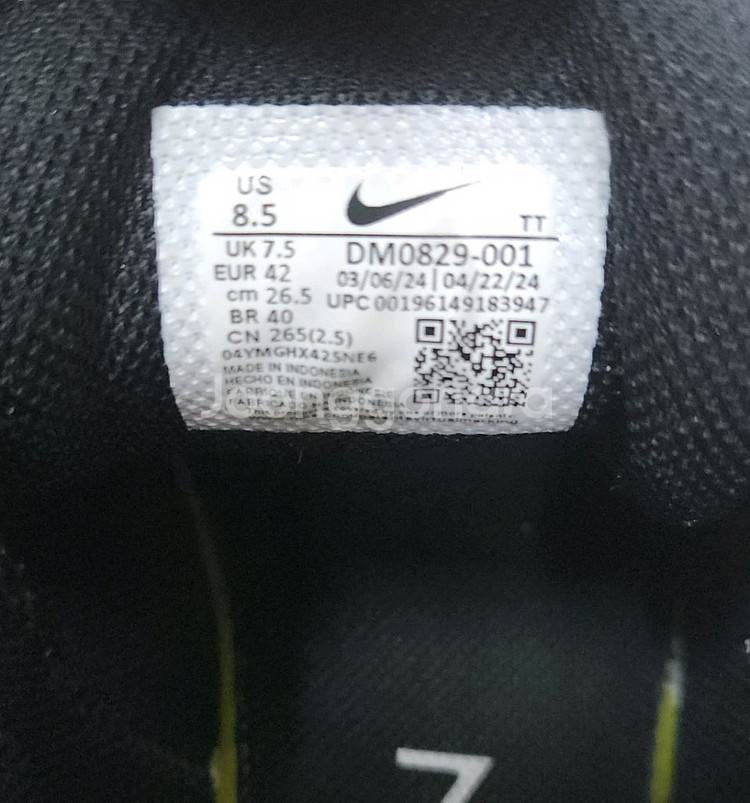 US
8.5
TT
UK 7.5
DM0829-001
EUR 42
03/06/24 | 04/22/24
cm 26.5
UPC 00196149183947
BR 40
CN 265(2.5)
04YMGHX425NE6
MADE IN INDONESIA
HECHO EN INDONESIA